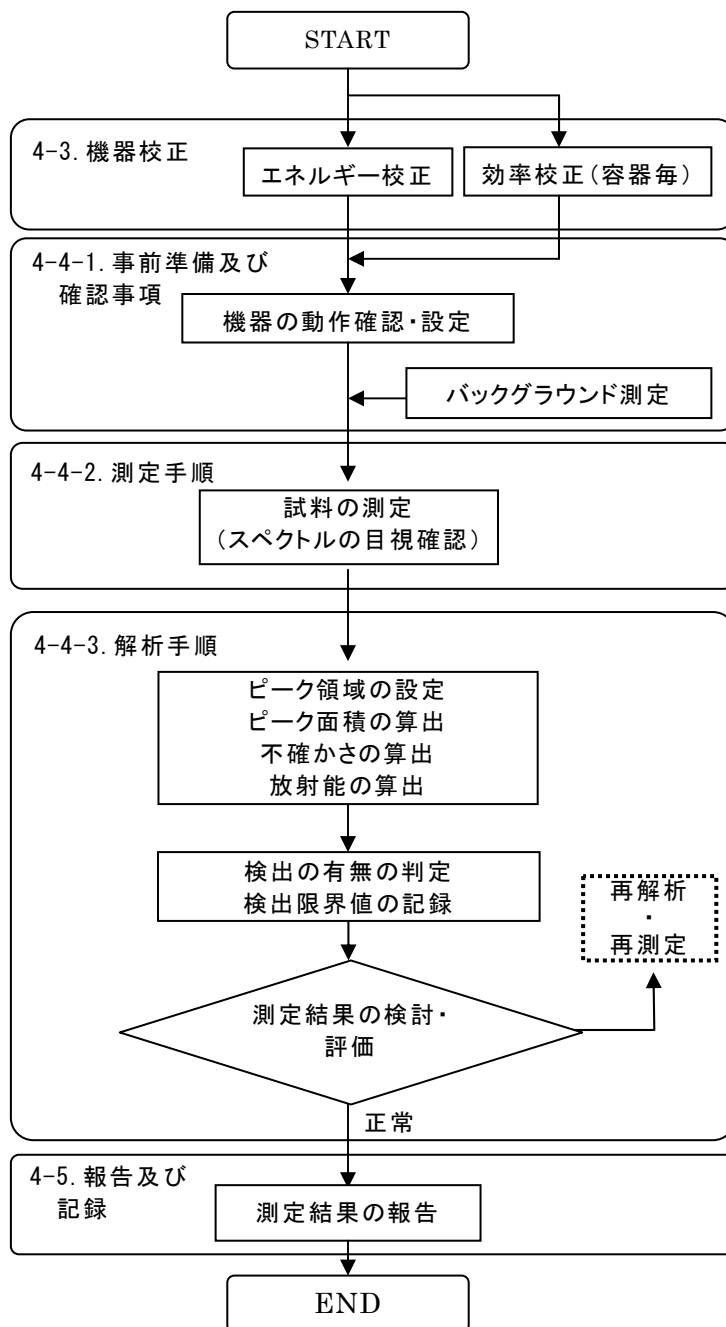 START
4-3. 機器校正
エネルギー校正
効率校正(容器毎)
4-4-1. 事前準備及び
確認事項
機器の動作確認・設定
バックグラウンド測定
4-4-2. 測定手順
試料の測定
(スペクトルの目視確認)
4-4-3. 解析手順
ピーク領域の設定
ピーク面積の算出
不確かさの算出
放射能の算出
検出の有無の判定
検出限界値の記録
再解析
・
再測定
測定結果の検討・
評価
正常
4-5. 報告及び
記録
測定結果の報告
END